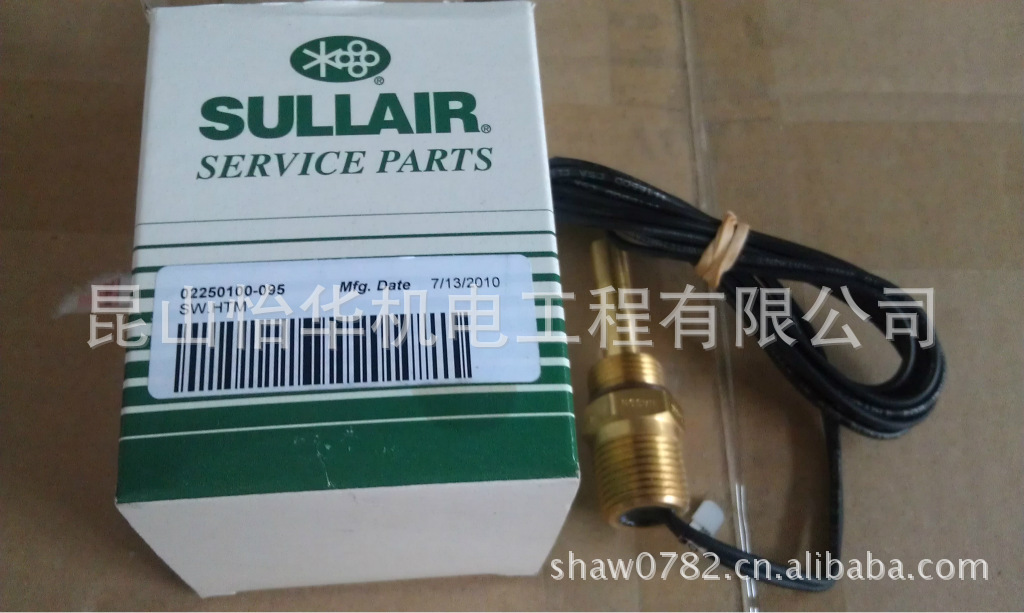 SULLAIR®
SERVICE PARTS
02250100-095 Mfg. Date 7/13/2010
SW.HTM
昆山怡华机电工程有限公司
shaw0782.cn.alibaba.com